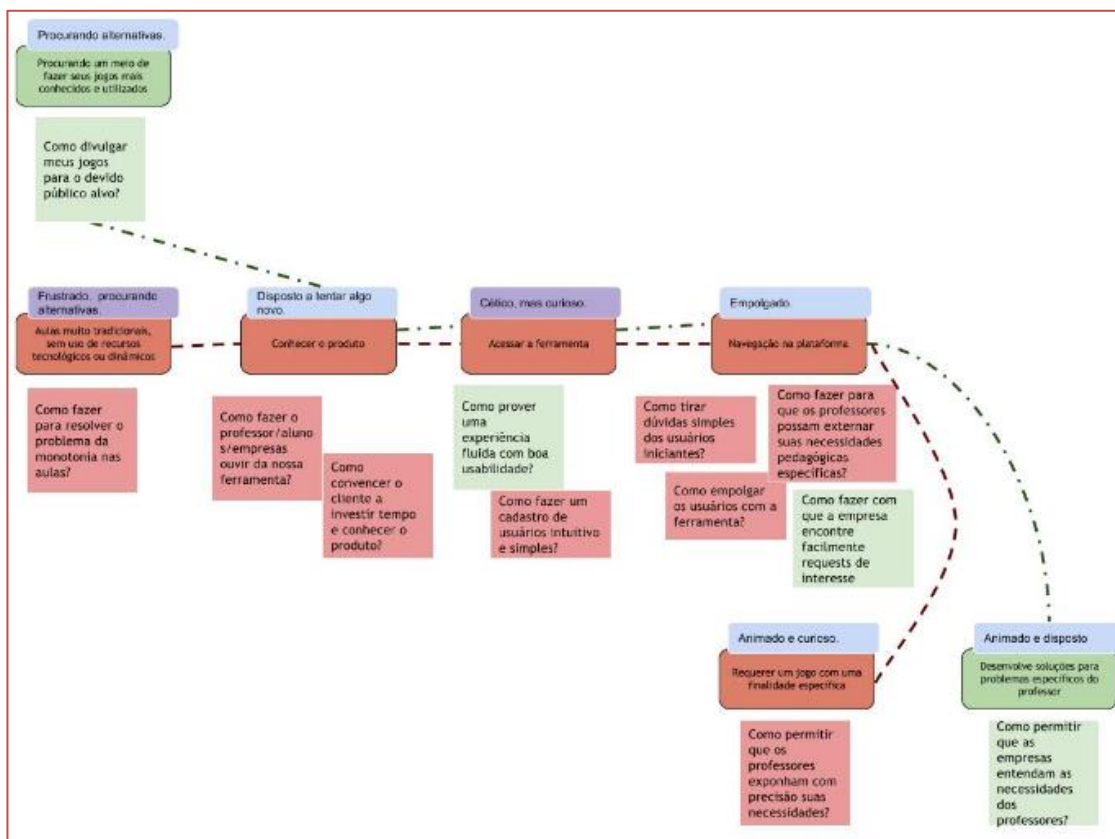 Procurando alternativas.
Procurando um meio de
fazer seus jogos mais
conhecidos e utilizados
Como divulgar
meus jogos
para o devido
público alvo?
Frustrado, procurando
alternativas.
Aulas muito tradicionais,
sem uso de recursos
tecnológicos ou dinâmicos
Como fazer
para resolver o
problema da
monotonia nas
aulas?
Disposto a tentar algo
novo.
Conhecer o produto
Como fazer o
professor/aluno
s/empresas
ouvir da nossa
ferramenta?
Como
convencer o
cliente a
investir tempo
e conhecer o
produto?
Cético, mas curioso.
Acessar a ferramenta
Como prover
uma
experiência
fluida com boa
usabilidade?
Como fazer um
cadastro de
usuários intuitivo
e simples?
Empolgado.
Navegação na plataforma
Como tirar
dúvidas simples
dos usuários
iniciantes?
Como fazer para
que os professores
possam externar
suas necessidades
pedagógicas
específicas?
Como empolgar
os usuários com a
ferramenta?
Como fazer com
que a empresa
encontre
facilmente
requests de
interesse
Animado e curioso.
Requerer um jogo com uma
finalidade específica
Como permitir
que os
professores
exponham com
precisão suas
necessidades?
Animado e disposto
Desenvolve soluções para
problemas específicos do
professor
Como permitir
que as
empresas
entendam as
necessidades
dos
professores?